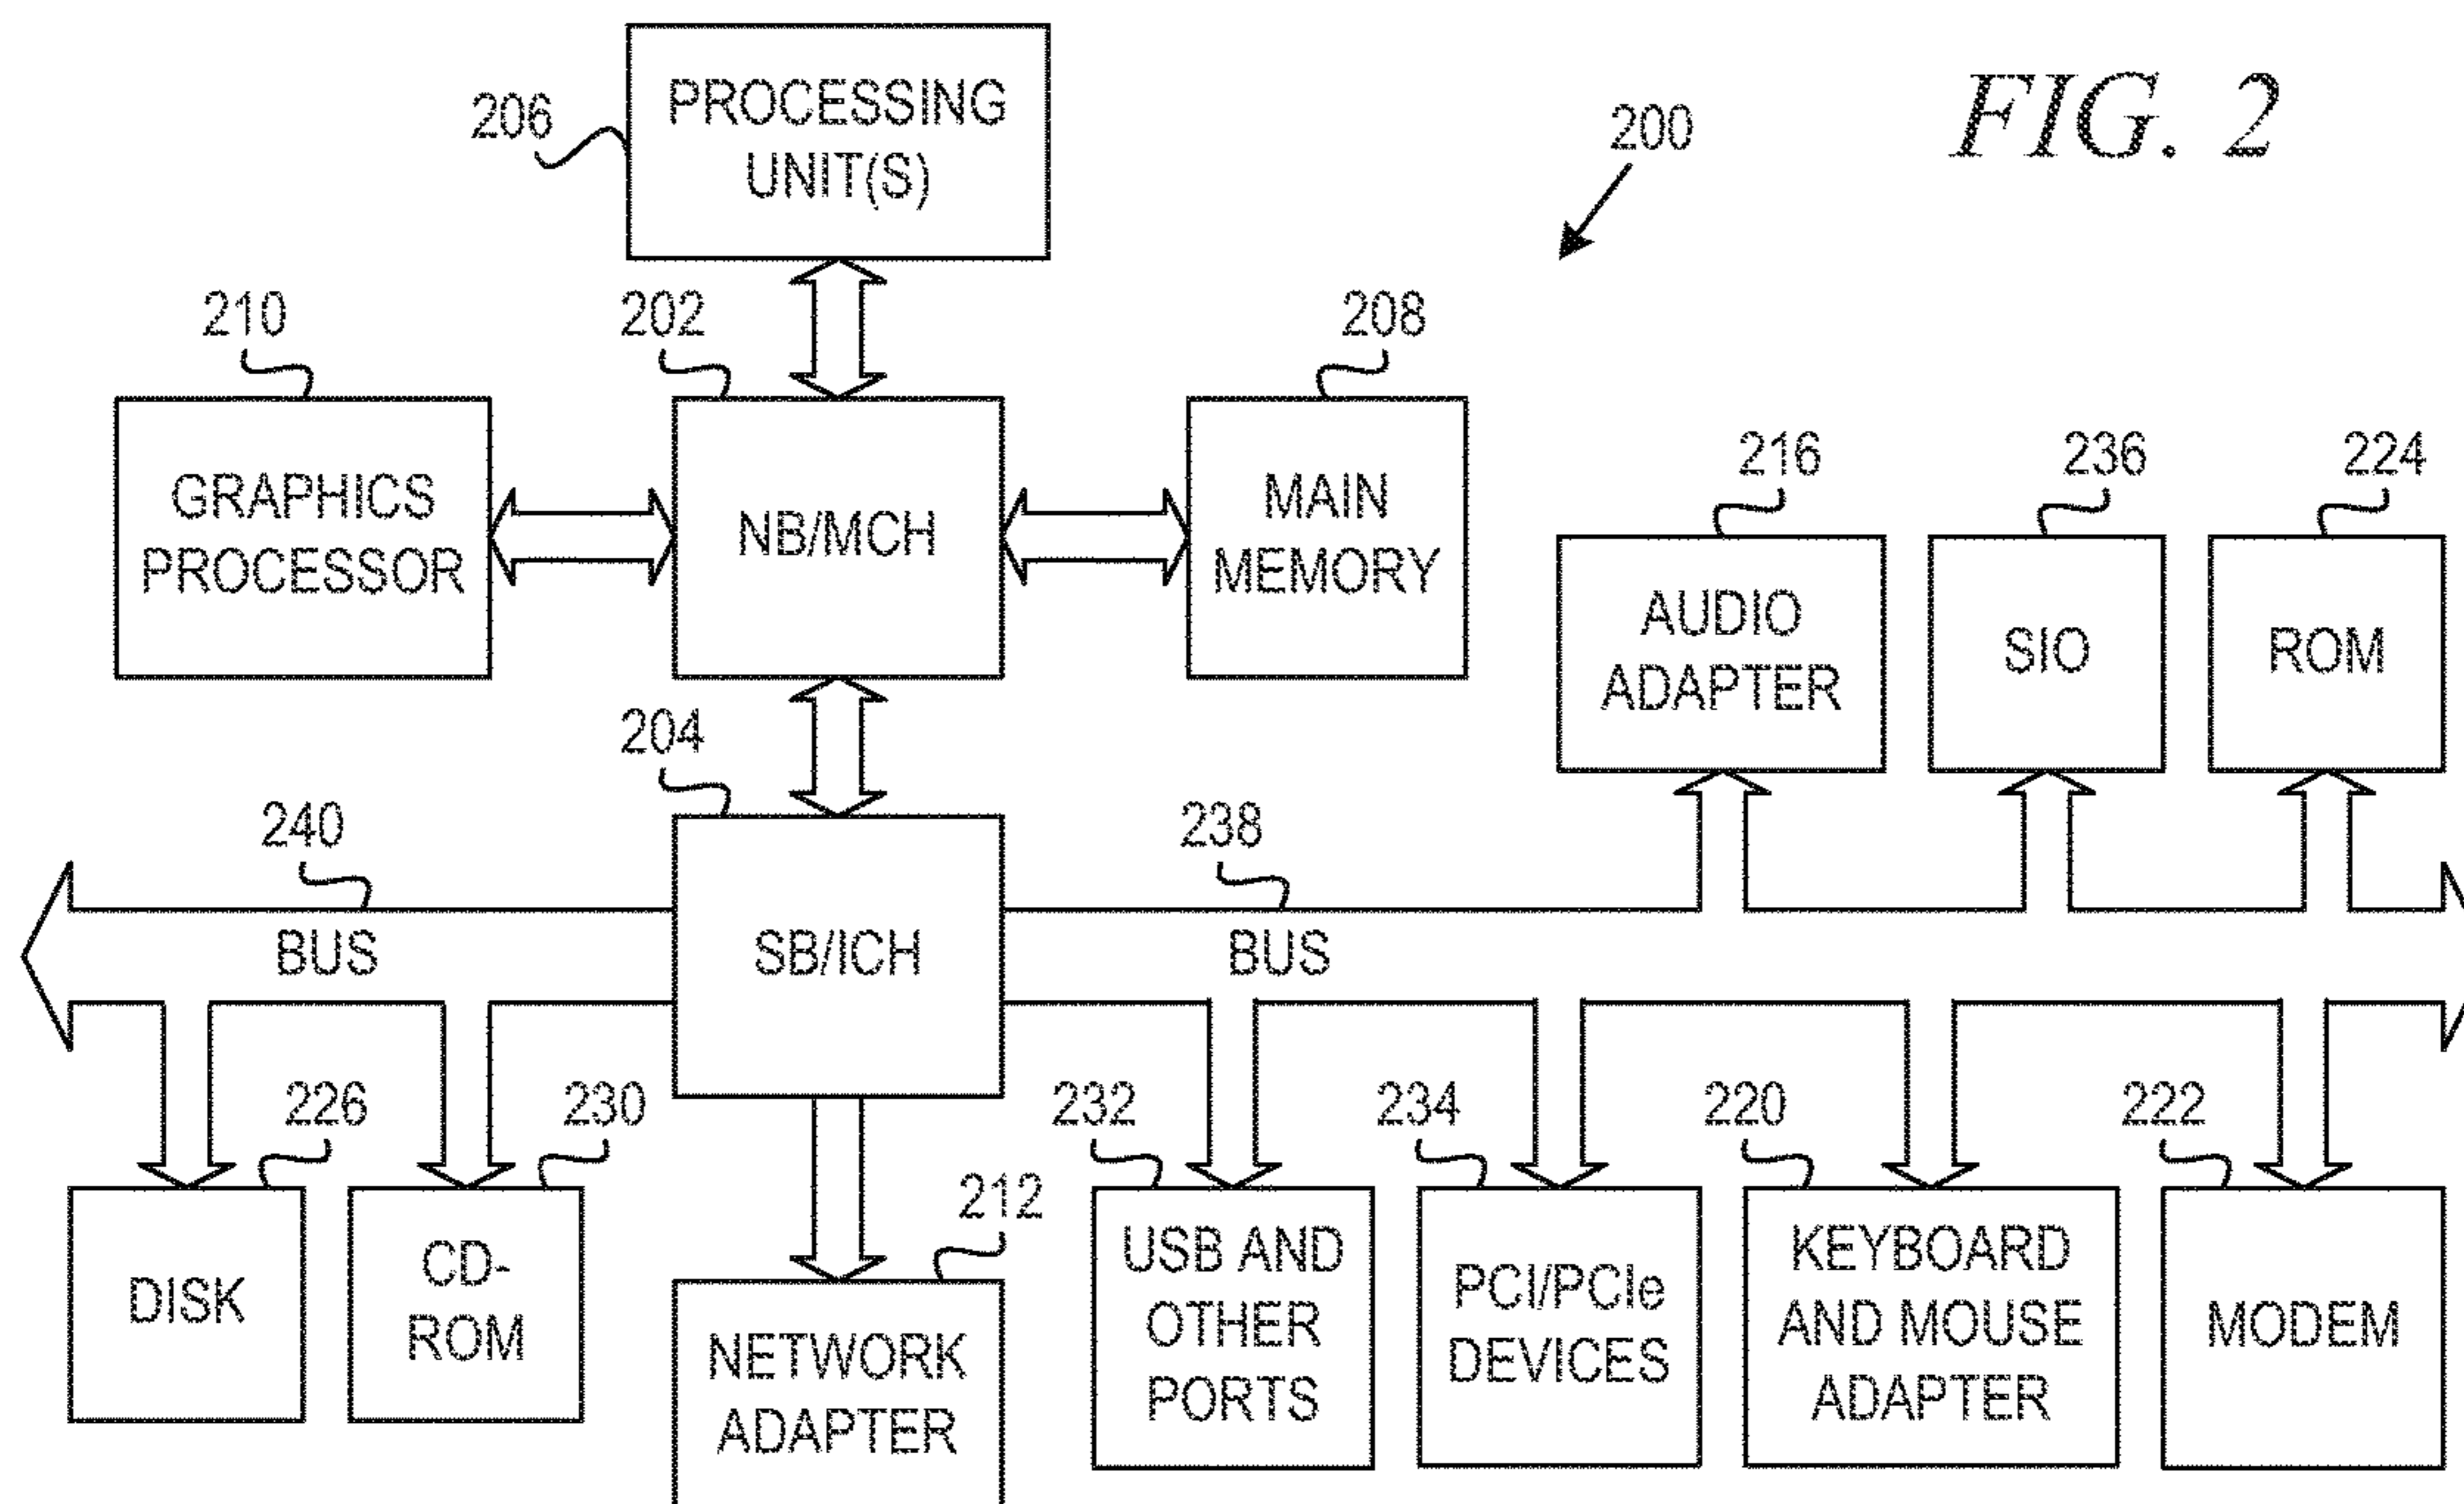 FIG. 2
200
206
PROCESSING
UNIT(S)
210
202
208
GRAPHICS
PROCESSOR
NB/MCH
MAIN
MEMORY
216
236
224
AUDIO
ADAPTER
SIO
ROM
204
240
238
BUS
SB/ICH
BUS
226
230
212
232
234
220
222
DISK
CD-
ROM
NETWORK
ADAPTER
USB AND
OTHER
PORTS
PCI/PCIe
DEVICES
KEYBOARD
AND MOUSE
ADAPTER
MODEM